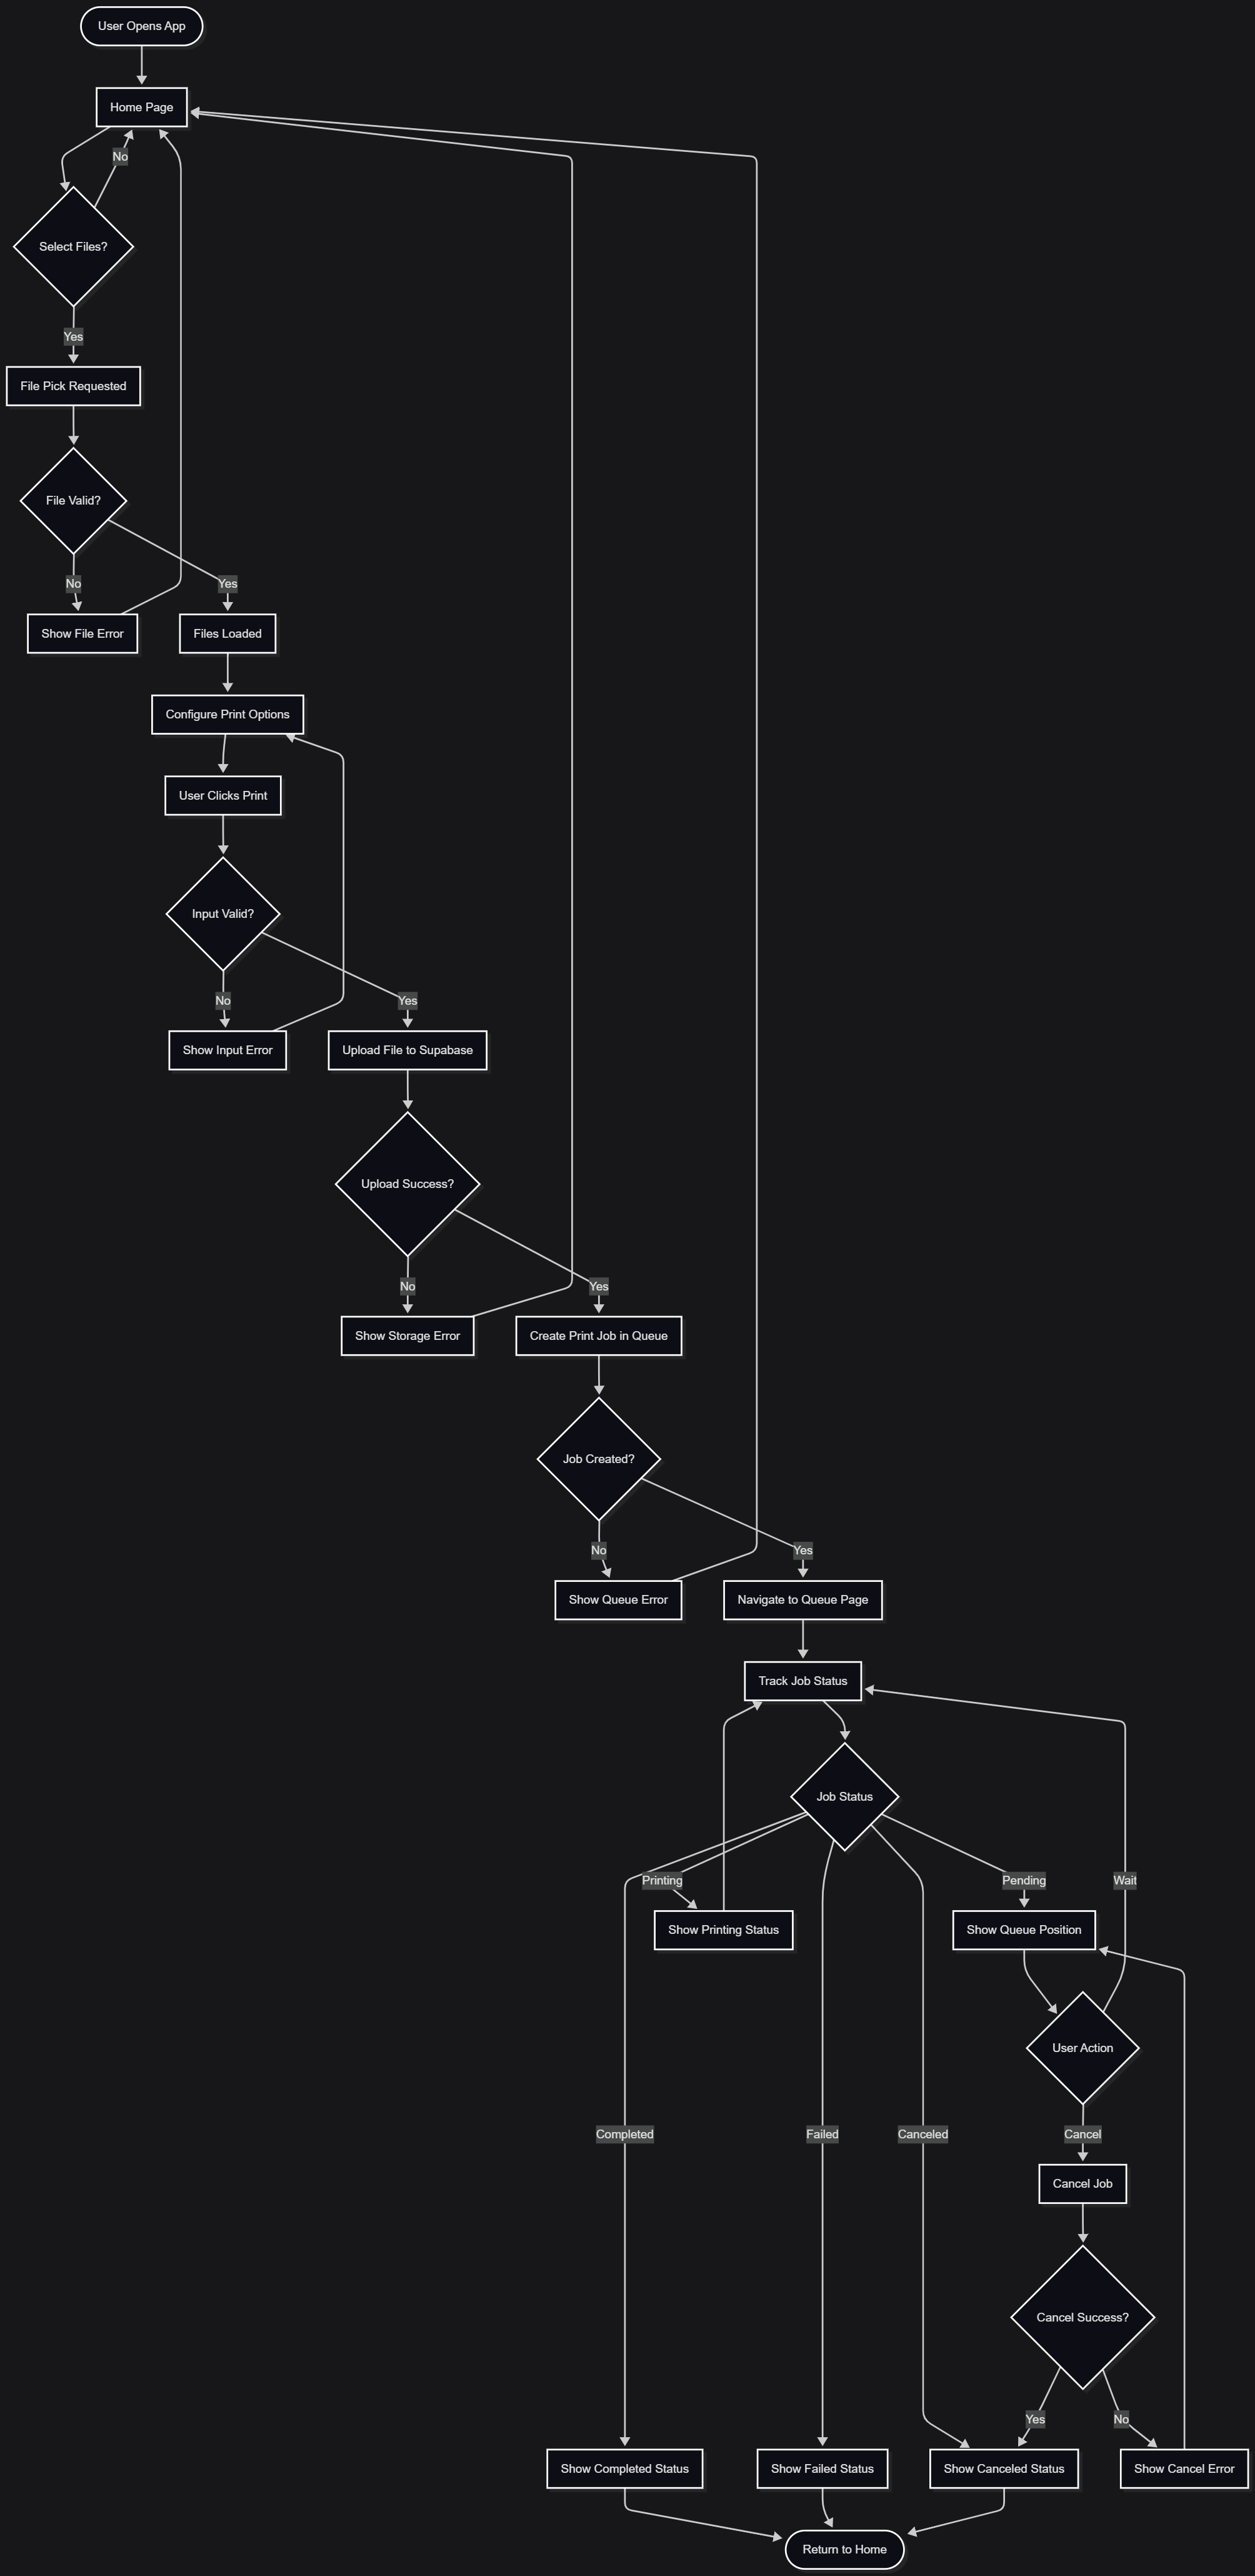 User Opens App
Home Page
No
Select Files?
Yes
File Pick Requested
File Valid?
No
Yes
Show File Error
Files Loaded
Configure Print Options
User Clicks Print
Input Valid?
No
Yes
Show Input Error
Upload File to Supabase
Upload Success?
No
Yes
Show Storage Error
Create Print Job in Queue
Job Created?
No
Yes
Show Queue Error
Navigate to Queue Page
Track Job Status
Job Status
Printing
Pending
Wait
Show Printing Status
Show Queue Position
User Action
Completed
Failed
Canceled
Cancel
Cancel Job
Cancel Success?
Yes
No
Show Completed Status
Show Failed Status
Show Canceled Status
Show Cancel Error
Return to Home